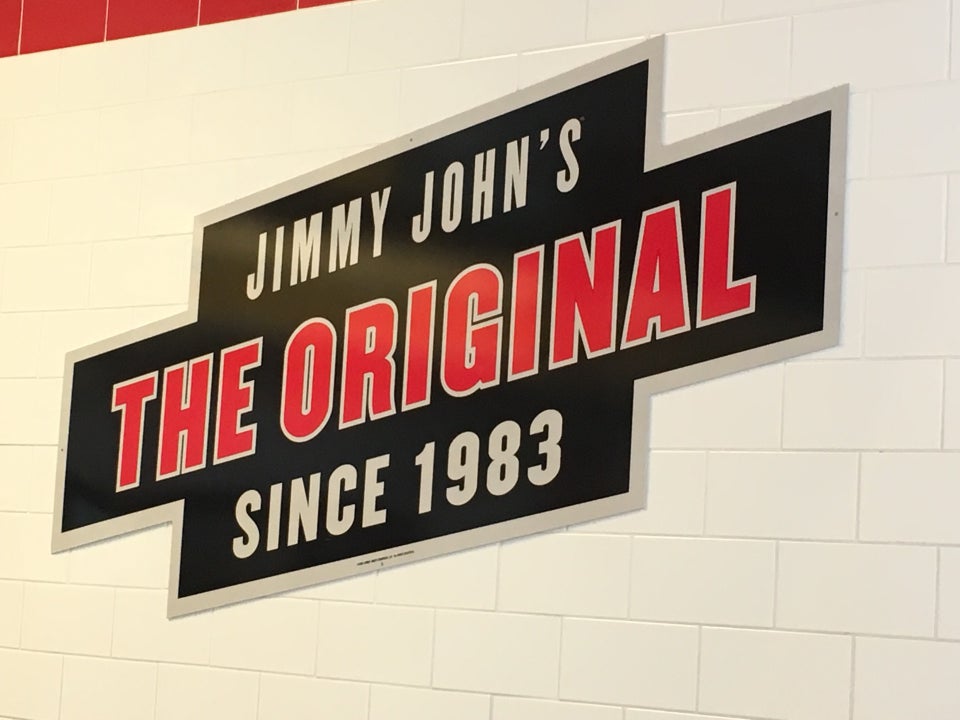 JIMMY JOHN'S
THE ORIGINAL
SINCE 1983